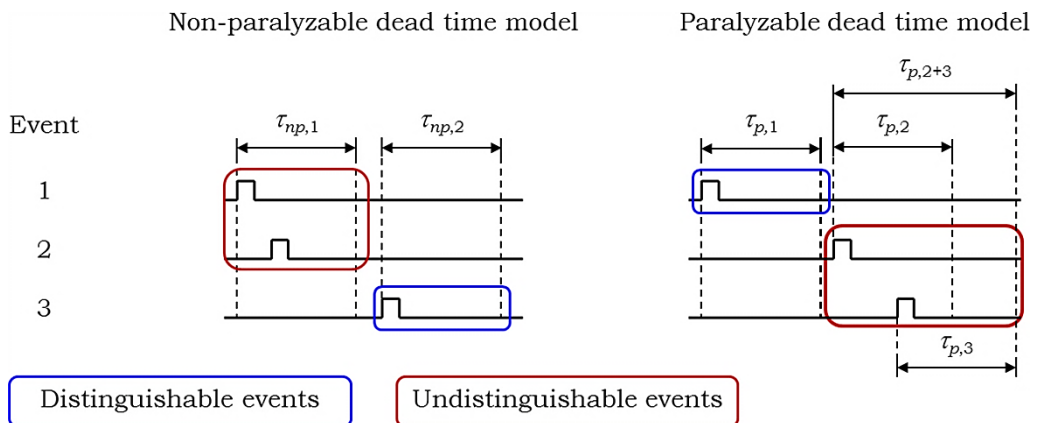 Non-paralyzable dead time model
Paralyzable dead time model
τp,2+3
Event
τnp,1
τnp,2
τp,1
τp,2
1
2
3
τp,3
Distinguishable events
Undistinguishable events